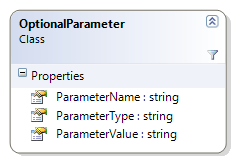 OptionalParameter
Class
Properties
ParameterName : string
ParameterType : string
ParameterValue : string